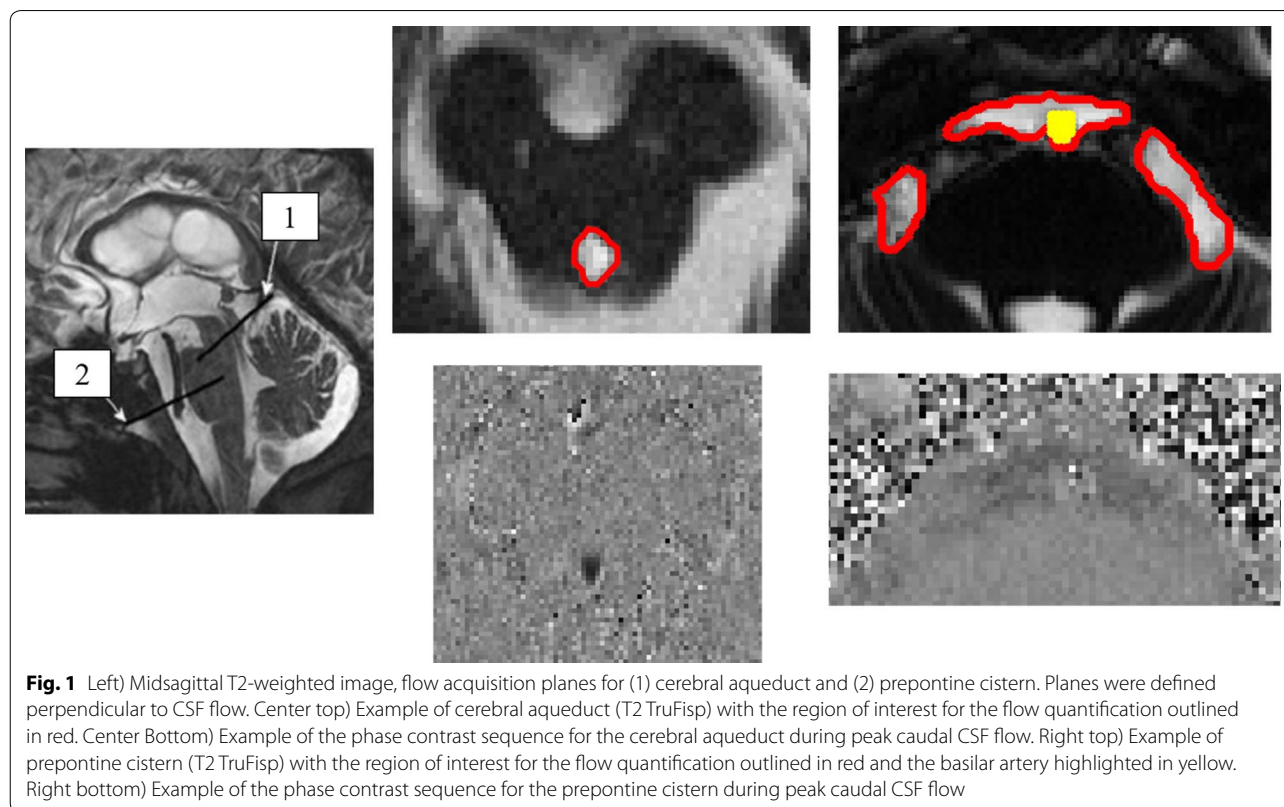 1
2
Fig. 1 Left) Midsagittal T2-weighted image, flow acquisition planes for (1) cerebral aqueduct and (2) prepontine cistern. Planes were defined
perpendicular to CSF flow. Center top) Example of cerebral aqueduct (T2 TruFisp) with the region of interest for the flow quantification outlined
in red. Center Bottom) Example of the phase contrast sequence for the cerebral aqueduct during peak caudal CSF flow. Right top) Example of
prepontine cistern (T2 TruFisp) with the region of interest for the flow quantification outlined in red and the basilar artery highlighted in yellow.
Right bottom) Example of the phase contrast sequence for the prepontine cistern during peak caudal CSF flow